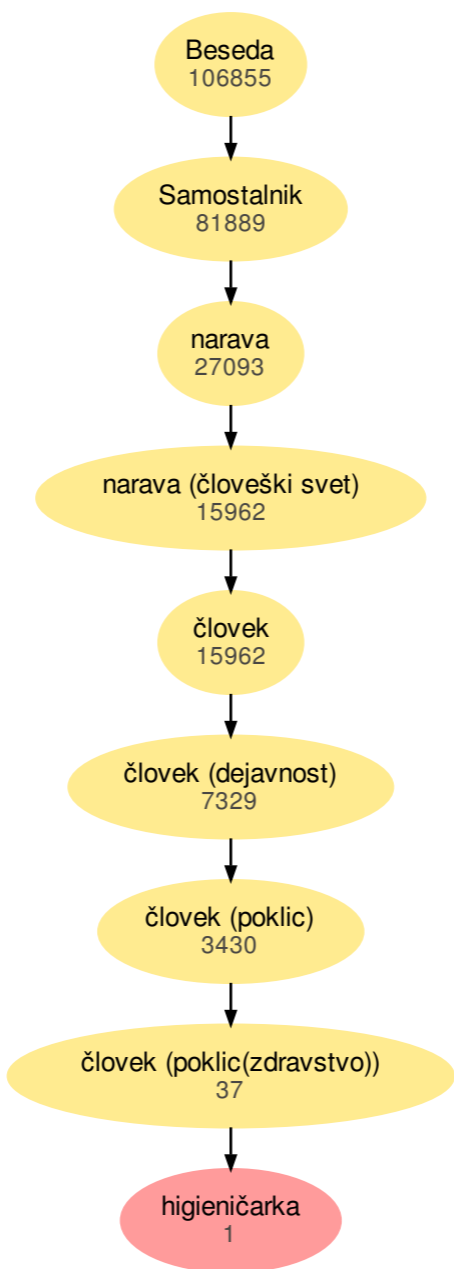 Beseda
106855
Samostalnik
81889
narava
27093
narava (človeški svet)
15962
človek
15962
človek (dejavnost)
7329
človek (poklic)
3430
človek (poklic(zdravstvo))
37
higieničarka
1